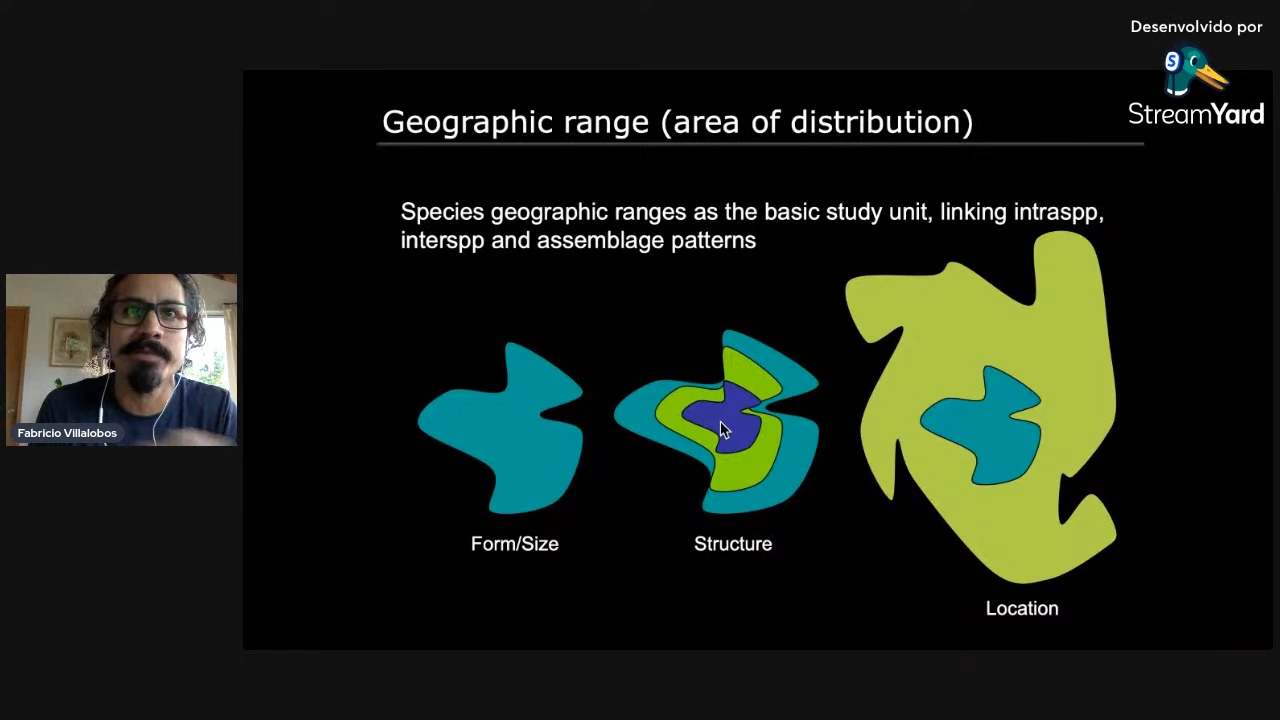 Desenvolvido por
S
StreamYard
Geographic range (area of distribution)
Species geographic ranges as the basic study unit, linking intraspp,
interspp and assemblage patterns
Fabricio Villalobos
Form/Size
Structure
Location